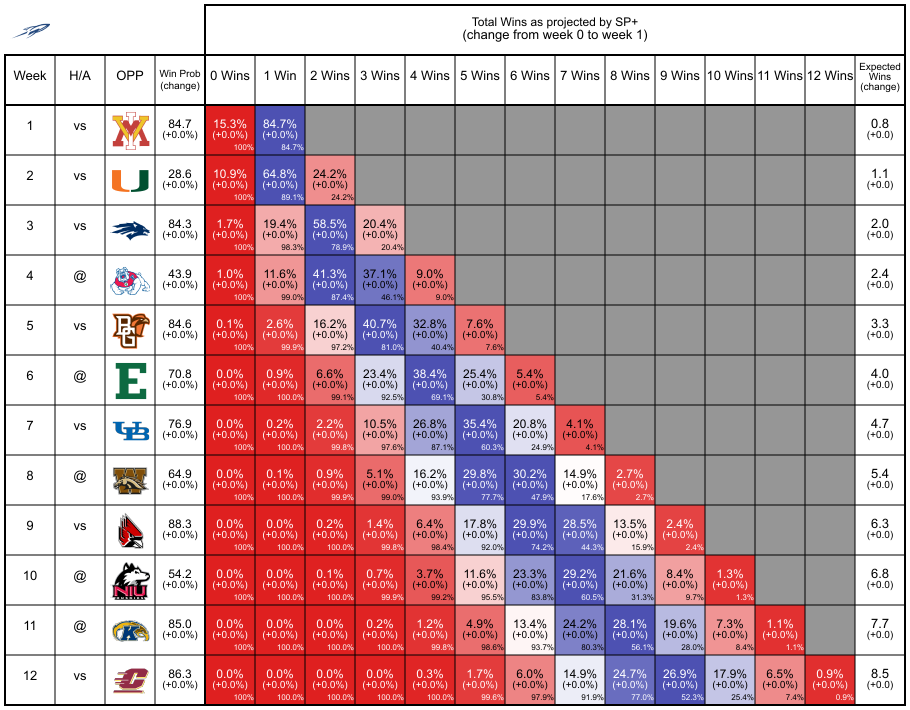 Total Wins as projected by SP+
(change from week 0 to week 1)
Week H/A OPP Win Prob (change) 0 Wins 1 Win 2 Wins 3 Wins 4 Wins 5 Wins 6 Wins 7 Wins 8 Wins 9 Wins 10 Wins 11 Wins 12 Wins Expected Wins (change)
1 vs VMI 84.7 15.3% 84.7% 0.8
(+0.0%) (+0.0%) (+0.0%) (+0.0)
100% 84.7%
2 vs U 28.6 10.9% 64.8% 24.2% 1.1
(+0.0%) (+0.0%) (+0.0%) (+0.0%) (+0.0)
100% 89.1% 24.2%
3 vs 84.3 1.7% 19.4% 58.5% 20.4% 2.0
(+0.0%) (+0.0%) (+0.0%) (+0.0%) (+0.0%) (+0.0)
100% 98.3% 78.9% 20.4%
4 @ 43.9 1.0% 11.6% 41.3% 37.1% 9.0% 2.4
(+0.0%) (+0.0%) (+0.0%) (+0.0%) (+0.0%) (+0.0%) (+0.0)
100% 99.0% 87.4% 46.1% 9.0%
5 vs BG 84.6 0.1% 2.6% 16.2% 40.7% 32.8% 7.6% 3.3
(+0.0%) (+0.0%) (+0.0%) (+0.0%) (+0.0%) (+0.0%) (+0.0%) (+0.0)
100% 99.9% 97.2% 81.0% 40.4% 7.6%
6 @ E 70.8 0.0% 0.9% 6.6% 23.4% 38.4% 25.4% 5.4% 4.0
(+0.0%) (+0.0%) (+0.0%) (+0.0%) (+0.0%) (+0.0%) (+0.0%) (+0.0%) (+0.0)
100% 100.0% 99.1% 92.5% 69.1% 30.8% 5.4%
7 vs UB 76.9 0.0% 0.2% 2.2% 10.5% 26.8% 35.4% 20.8% 4.1% 4.7
(+0.0%) (+0.0%) (+0.0%) (+0.0%) (+0.0%) (+0.0%) (+0.0%) (+0.0%) (+0.0%) (+0.0)
100% 100.0% 99.8% 97.6% 87.1% 60.3% 24.9% 4.1%
8 @ W 64.9 0.0% 0.1% 0.9% 5.1% 16.2% 29.8% 30.2% 14.9% 2.7% 5.4
(+0.0%) (+0.0%) (+0.0%) (+0.0%) (+0.0%) (+0.0%) (+0.0%) (+0.0%) (+0.0%) (+0.0%) (+0.0)
100% 100.0% 99.9% 99.0% 93.9% 77.7% 47.9% 17.6% 2.7%
9 vs 88.3 0.0% 0.0% 0.2% 1.4% 6.4% 17.8% 29.9% 28.5% 13.5% 2.4% 6.3
(+0.0%) (+0.0%) (+0.0%) (+0.0%) (+0.0%) (+0.0%) (+0.0%) (+0.0%) (+0.0%) (+0.0%) (+0.0%) (+0.0)
100% 100.0% 100.0% 99.8% 98.4% 92.0% 74.2% 44.3% 15.9% 2.4%
10 @ NIU 54.2 0.0% 0.0% 0.1% 0.7% 3.7% 11.6% 23.3% 29.2% 21.6% 8.4% 1.3% 6.8
(+0.0%) (+0.0%) (+0.0%) (+0.0%) (+0.0%) (+0.0%) (+0.0%) (+0.0%) (+0.0%) (+0.0%) (+0.0%) (+0.0%) (+0.0)
100% 100.0% 100.0% 99.9% 99.2% 95.5% 83.8% 60.5% 31.3% 9.7% 1.3%
11 @ K 85.0 0.0% 0.0% 0.0% 0.2% 1.2% 4.9% 13.4% 24.2% 28.1% 19.6% 7.3% 1.1% 7.7
(+0.0%) (+0.0%) (+0.0%) (+0.0%) (+0.0%) (+0.0%) (+0.0%) (+0.0%) (+0.0%) (+0.0%) (+0.0%) (+0.0%) (+0.0%) (+0.0)
100% 100.0% 100.0% 100.0% 99.8% 98.6% 93.7% 80.3% 56.1% 28.0% 8.4% 1.1%
12 vs C 86.3 0.0% 0.0% 0.0% 0.0% 0.3% 1.7% 6.0% 14.9% 24.7% 26.9% 17.9% 6.5% 0.9% 8.5
(+0.0%) (+0.0%) (+0.0%) (+0.0%) (+0.0%) (+0.0%) (+0.0%) (+0.0%) (+0.0%) (+0.0%) (+0.0%) (+0.0%) (+0.0%) (+0.0%) (+0.0)
100% 100.0% 100.0% 100.0% 100.0% 99.6% 97.9% 91.9% 77.0% 52.3% 25.4% 7.4% 0.9%